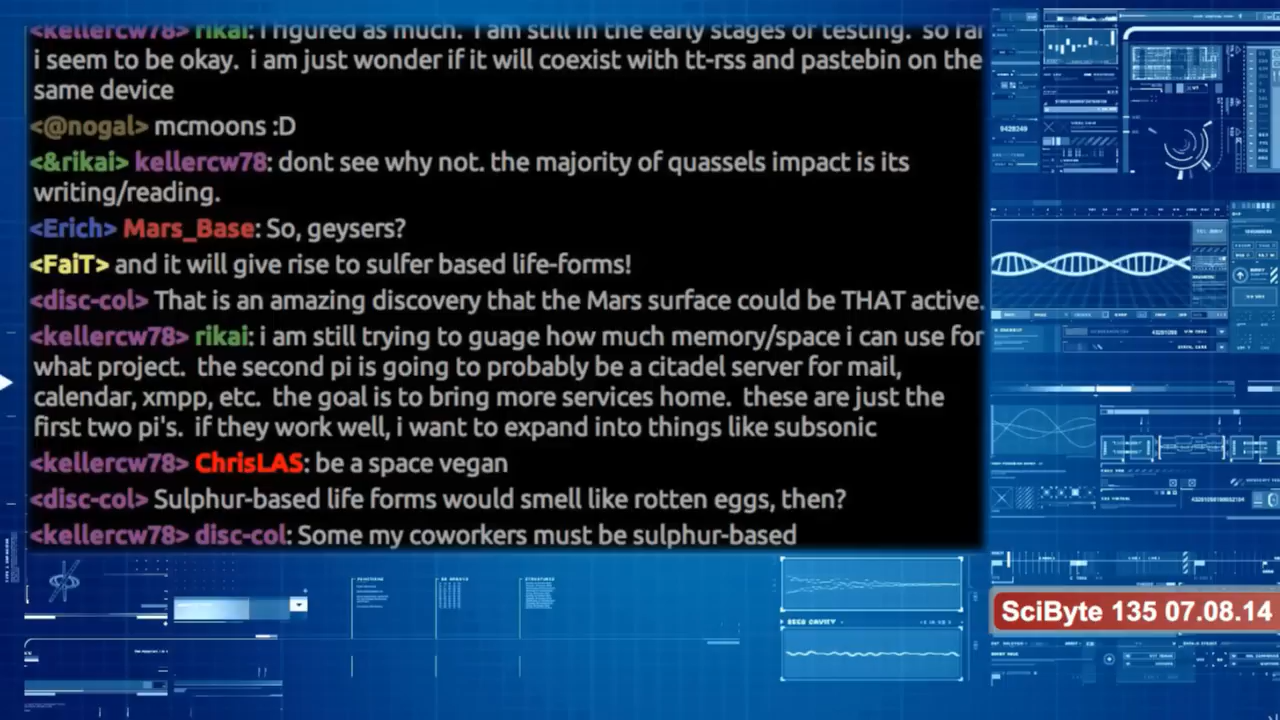 <kellercw78> rikai: i figured as much. i am still in the early stages of testing. so far
i seem to be okay. i am just wonder if it will coexist with tt-rss and pastebin on the
same device
<@nogal> mcmoons :D
<&rikai> kellercw78: dont see why not. the majority of quassels impact is its
writing/reading.
<Erich> Mars_Base: So, geysers?
<FaiT> and it will give rise to sulfer based life-forms!
<disc-col> That is an amazing discovery that the Mars surface could be THAT active.
<kellercw78> rikai: i am still trying to guage how much memory/space i can use for
what project. the second pi is going to probably be a citadel server for mail,
calendar, xmpp, etc. the goal is to bring more services home. these are just the
first two pi's. if they work well, i want to expand into things like subsonic
<kellercw78> ChrisLAS: be a space vegan
<disc-col> Sulphur-based life forms would smell like rotten eggs, then?
<kellercw78> disc-col: Some my coworkers must be sulphur-based
SciByte 135 07.08.14